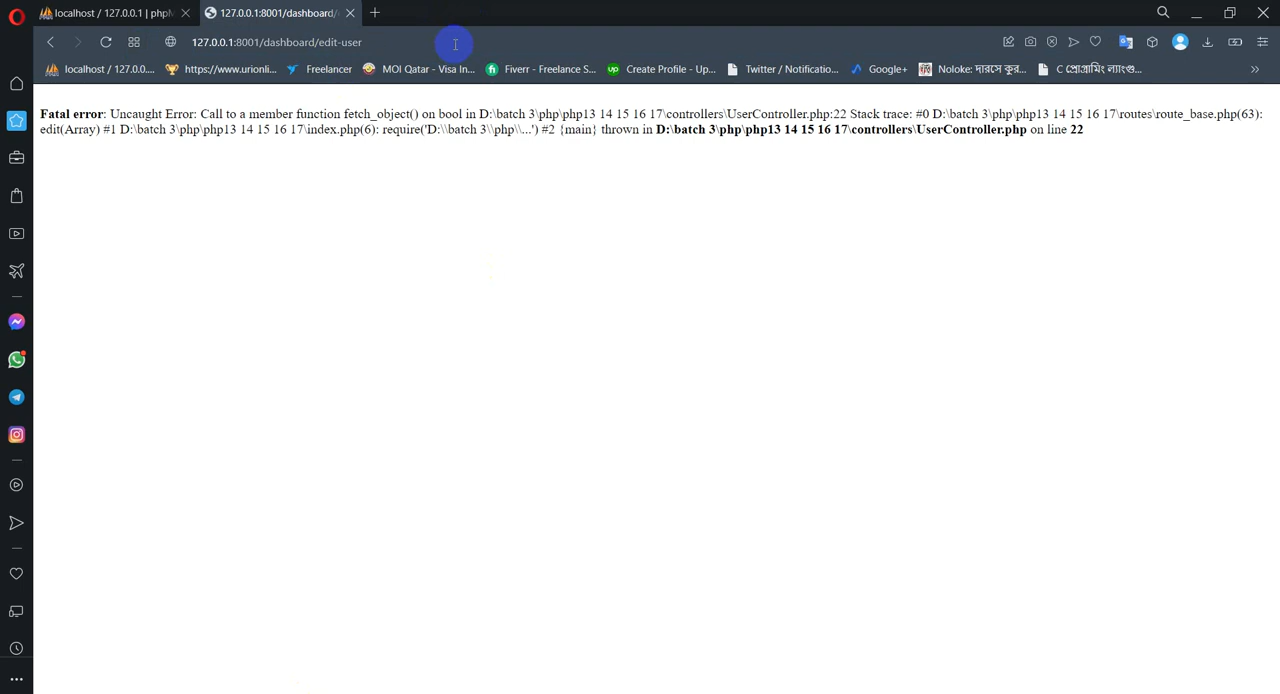 localhost / 127.0.0.1 | phpM
127.0.0.1:8001/dashboard/
127.0.0.1:8001/dashboard/edit-user
localhost / 127.0.0.... https://www.urionli... Freelancer MOI Qatar - Visa In... Fiverr - Freelance S... Create Profile - Up... Twitter / Notificatio... Google+ Noloke: দারসে কুর... C প্রোগ্রামিং ল্যাংগু...
Fatal error: Uncaught Error: Call to a member function fetch_object() on bool in D:\batch 3\php\php13 14 15 16 17\controllers\UserController.php:22 Stack trace: #0 D:\batch 3\php\php13 14 15 16 17\routes\route_base.php(63):
edit(Array) #1 D:\batch 3\php\php13 14 15 16 17\index.php(6): require('D:\\batch 3\\php\\...') #2 {main} thrown in D:\batch 3\php\php13 14 15 16 17\controllers\UserController.php on line 22